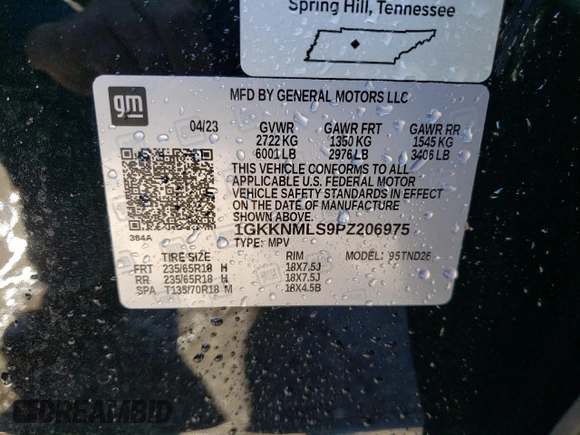 Spring Hill, Tennessee
gm
MFD BY GENERAL MOTORS LLC
04/23 GVWR GAWR FRT GAWR RR
2722 KG 1350 KG 1545 KG
6001 LB 2976 LB 3406 LB
THIS VEHICLE CONFORMS TO ALL
APPLICABLE U.S. FEDERAL MOTOR
VEHICLE SAFETY STANDARDS IN EFFECT
ON THE DATE OF MANUFACTURE
SHOWN ABOVE.
384A
1GKKNMLS9PZ206975
TYPE: MPV
TIRE SIZE RIM MODEL: 95TND26
FRT 235/65R18 H 18X7.5J
RR 235/65R18 H 18X7.5J
SPA T135/70R18 M 18X4.5B
DREAMBID